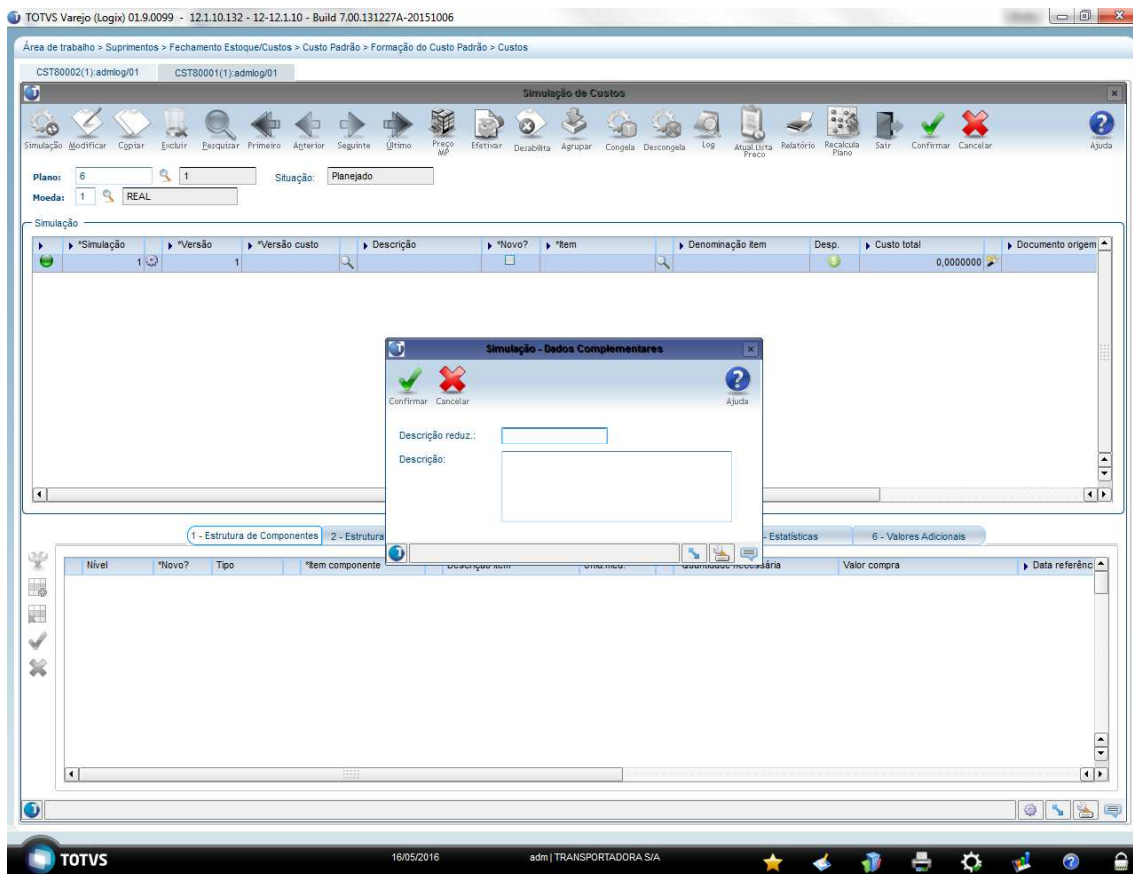 TOTVS Varejo (Logix) 01.9.0099 - 12.1.10.132 - 12-12.1.10 - Build 7.00.131227A-20151006
Área de trabalho > Suprimentos > Fechamento Estoque/Custos > Custo Padrão > Formação do Custo Padrão > Custos
CST80002(1):admlog/01 CST80001(1):admlog/01
Simulação de Custos
Simulação Modificar Copiar Excluir Pesquisar Primeiro Anterior Seguinte Último Preço MP Efetivar Desabilita Agrupar Congela Descongela Log Atual.Lista Preco Relatório Recalcula Plano Sair Confirmar Cancelar Ajuda
Plano: 6 1 Situação: Planejado
Moeda: 1 REAL
Simulação
*Simulação *Versão *Versão custo Descrição *Novo? *Item Denominação item Desp. Custo total Documento origem
1 1 0,0000000
Simulação - Dados Complementares
Confirmar Cancelar Ajuda
Descrição reduz.:
Descrição:
1 - Estrutura de Componentes 2 - Estrutura - Estatísticas 6 - Valores Adicionais
Nível *Novo? Tipo *Item componente Descrição item Unid.med. Quantidade necessária Valor compra Data referênc
TOTVS 16/05/2016 adm | TRANSPORTADORA S/A